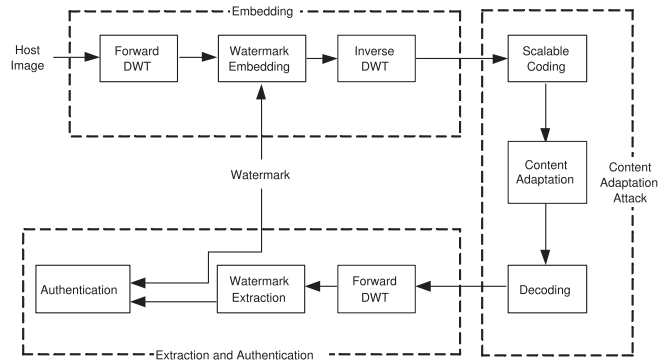 Embedding
Host
Image
Forward
DWT
Watermark
Embedding
Inverse
DWT
Scalable
Coding
Content
Adaptation
Content
Adaptation
Attack
Watermark
Authentication
Watermark
Extraction
Forward
DWT
Decoding
Extraction and Authentication